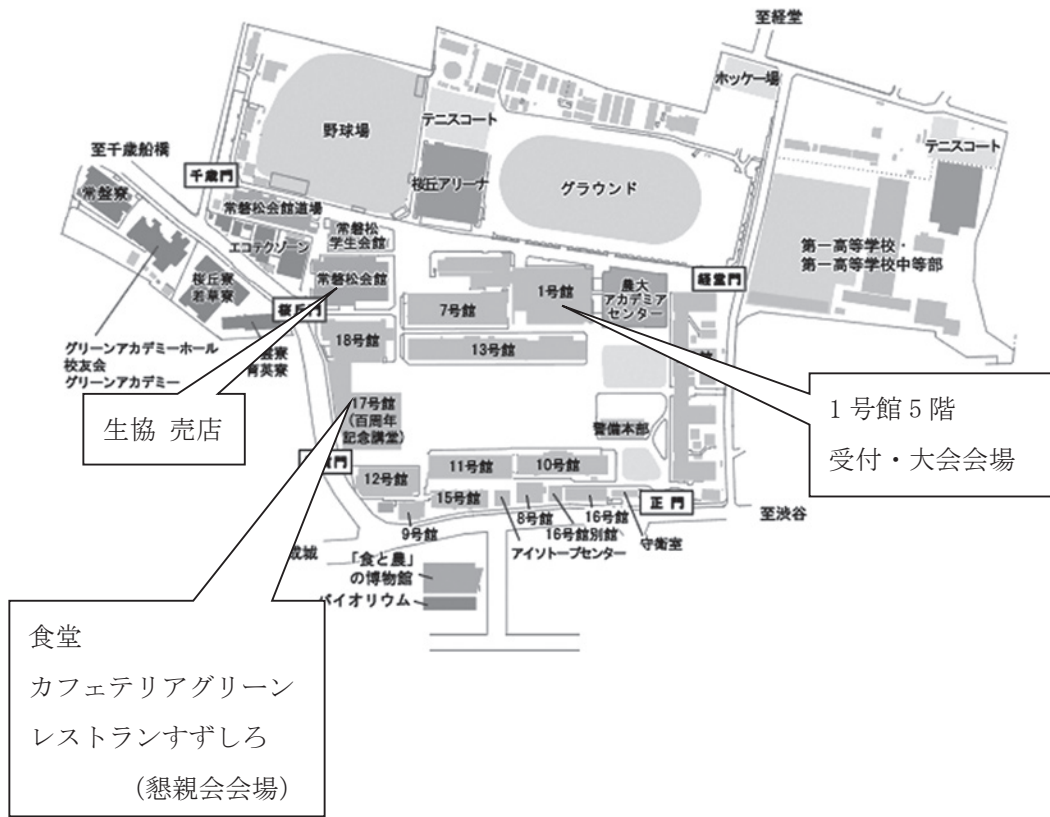 至経堂
ホッケー場
テニスコート
野球場
テニスコート
至千歳船橋
千歳門
桜丘アリーナ
グラウンド
常磐寮
常磐松会館道場
常磐松
学生会館
エコテクゾーン
第一高等学校・
第一高等学校中等部
桜丘寮
若草寮
常磐松会館
1号館
農大
アカデミア
センター
経堂門
桜丘門
7号館
18号館
13号館
グリーンアカデミーホール
校友会
グリーンアカデミー
育英寮
生協 売店
17号館
(百周年
記念講堂)
警備本部
1号館5階
受付・大会会場
11号館
10号館
12号館
15号館
正門
至渋谷
9号館
8号館
16号館
16号館別館
守衛室
アイソトープセンター
「食と農」
の博物館
バイオリウム
食堂
カフェテリアグリーン
レストランすずしろ
(懇親会会場)